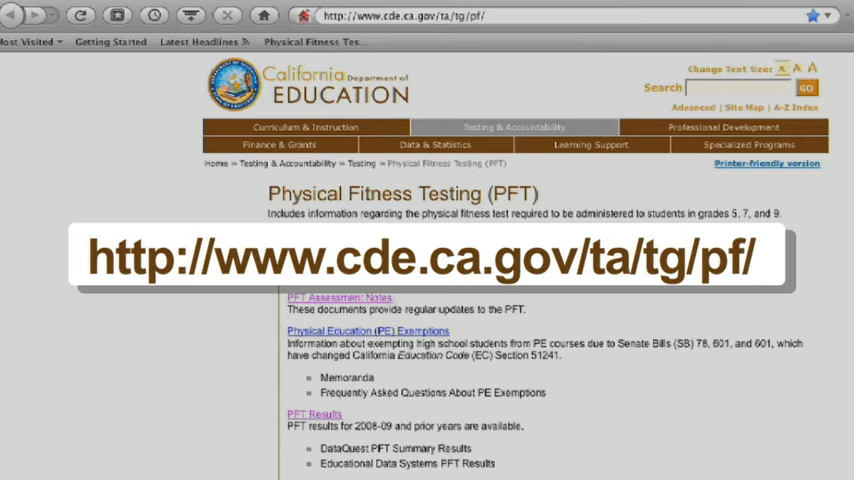 http://www.cde.ca.gov/ta/tg/pf/
Most Visited Getting Started Latest Headlines Physical Fitness Tes...
California Department of
EDUCATION
Change Text Size: A A A
Search GO
Advanced | Site Map | A-Z Index
Curriculum & Instruction Testing & Accountability Professional Development
Finance & Grants Data & Statistics Learning Support Specialized Programs
Home » Testing & Accountability » Testing » Physical Fitness Testing (PFT) Printer-friendly version
Physical Fitness Testing (PFT)
Includes information regarding the physical fitness test required to be administered to students in grades 5, 7, and 9.
http://www.cde.ca.gov/ta/tg/pf/
PFT Assessment Notes
These documents provide regular updates to the PFT.
Physical Education (PE) Exemptions
Information about exempting high school students from PE courses due to Senate Bills (SB) 78, 601, and 601, which
have changed California Education Code (EC) Section 51241.
Memoranda
Frequently Asked Questions About PE Exemptions
PFT Results
PFT results for 2008-09 and prior years are available.
DataQuest PFT Summary Results
Educational Data Systems PFT Results